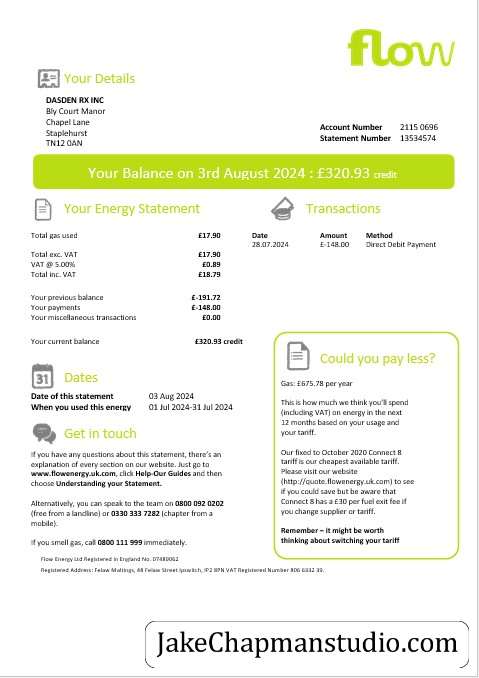 flow
Your Details
DASDEN RX INC
Bly Court Manor
Chapel Lane
Staplehurst
TN12 0AN
Account Number 2115 0696
Statement Number 13534574
Your Balance on 3rd August 2024 : £320.93 credit
Your Energy Statement
Total gas used £17.90
Total exc. VAT £17.90
VAT @ 5.00% £0.89
Total inc. VAT £18.79
Your previous balance £-191.72
Your payments £-148.00
Your miscellaneous transactions £0.00
Your current balance £320.93 credit
Transactions
Date Amount Method
28.07.2024 £-148.00 Direct Debit Payment
31
Dates
Date of this statement 03 Aug 2024
When you used this energy 01 Jul 2024-31 Jul 2024
Get in touch
If you have any questions about this statement, there's an
explanation of every section on our website. Just go to
www.flowenergy.uk.com, click Help-Our Guides and then
choose Understanding your Statement.
Alternatively, you can speak to the team on 0800 092 0202
(free from a landline) or 0330 333 7282 (chapter from a
mobile).
If you smell gas, call 0800 111 999 immediately.
Could you pay less?
Gas: £675.78 per year
This is how much we think you'll spend
(including VAT) on energy in the next
12 months based on your usage and
your tariff.
Our fixed to October 2020 Connect 8
tariff is our cheapest available tariff.
Please visit our website
(http://quote.flowenergy.uk.com) to see
if you could save but be aware that
Connect 8 has a £30 per fuel exit fee if
you change supplier or tariff.
Remember – it might be worth
thinking about switching your tariff
Flow Energy Ltd Registered in England No. 07489062
Registered Address: Felaw Maltings, 48 Felaw Street Ipswitch, IP2 8PN VAT Registered Number 806 6332 39.
JakeChapmanstudio.com